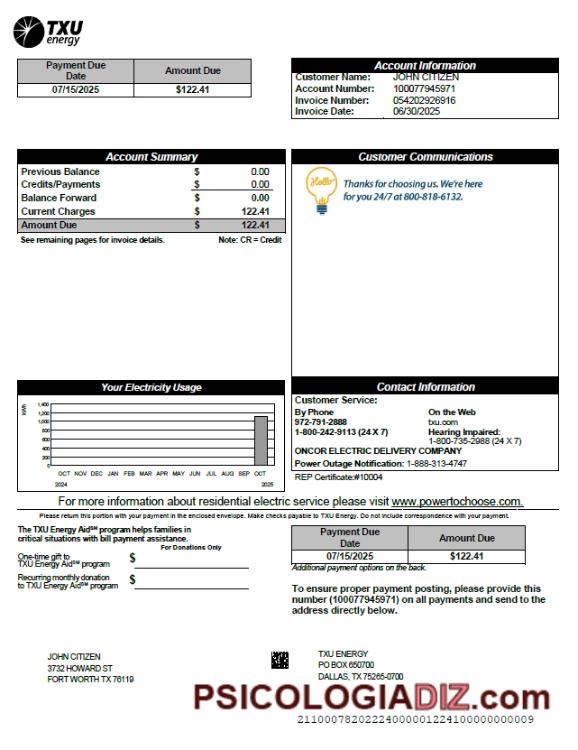 TXU
energy
Payment Due
Date
Amount Due
07/15/2025
$122.41
Account Information
Customer Name: JOHN CITIZEN
Account Number: 100077945971
Invoice Number: 054202926916
Invoice Date: 06/30/2025
Account Summary
Previous Balance $ 0.00
Credits/Payments $ 0.00
Balance Forward $ 0.00
Current Charges $ 122.41
Amount Due $ 122.41
See remaining pages for invoice details. Note: CR = Credit
Customer Communications
Hello
Thanks for choosing us. We're here
for you 24/7 at 800-818-6132.
Your Electricity Usage
kWh
1,400
1,200
1,000
800
600
400
200
0
OCT NOV DEC JAN FEB MAR APR MAY JUN JUL AUG SEP OCT
2024 2025
Contact Information
Customer Service:
By Phone
972-791-2888
1-800-242-9113 (24 X 7)
On the Web
txu.com
Hearing Impaired:
1-800-735-2988 (24 X 7)
ONCOR ELECTRIC DELIVERY COMPANY
Power Outage Notification: 1-888-313-4747
REP Certificate:#10004
For more information about residential electric service please visit www.powertochoose.com.
Please return this portion with your payment in the enclosed envelope. Make checks payable to TXU Energy. Do not include correspondence with your payment.
The TXU Energy Aid℠ program helps families in
critical situations with bill payment assistance.
For Donations Only
One-time gift to
TXU Energy Aid℠ program $
Recurring monthly donation
to TXU Energy Aid℠ program $
Payment Due
Date
Amount Due
07/15/2025
$122.41
Additional payment options on the back.
To ensure proper payment posting, please provide this
number (100077945971) on all payments and send to the
address directly below.
JOHN CITIZEN
3732 HOWARD ST
FORT WORTH TX 76119
TXU ENERGY
PO BOX 650700
DALLAS, TX 75265-0700
PSICOLOGIADIZ.com
2110007820222400000122410000000009